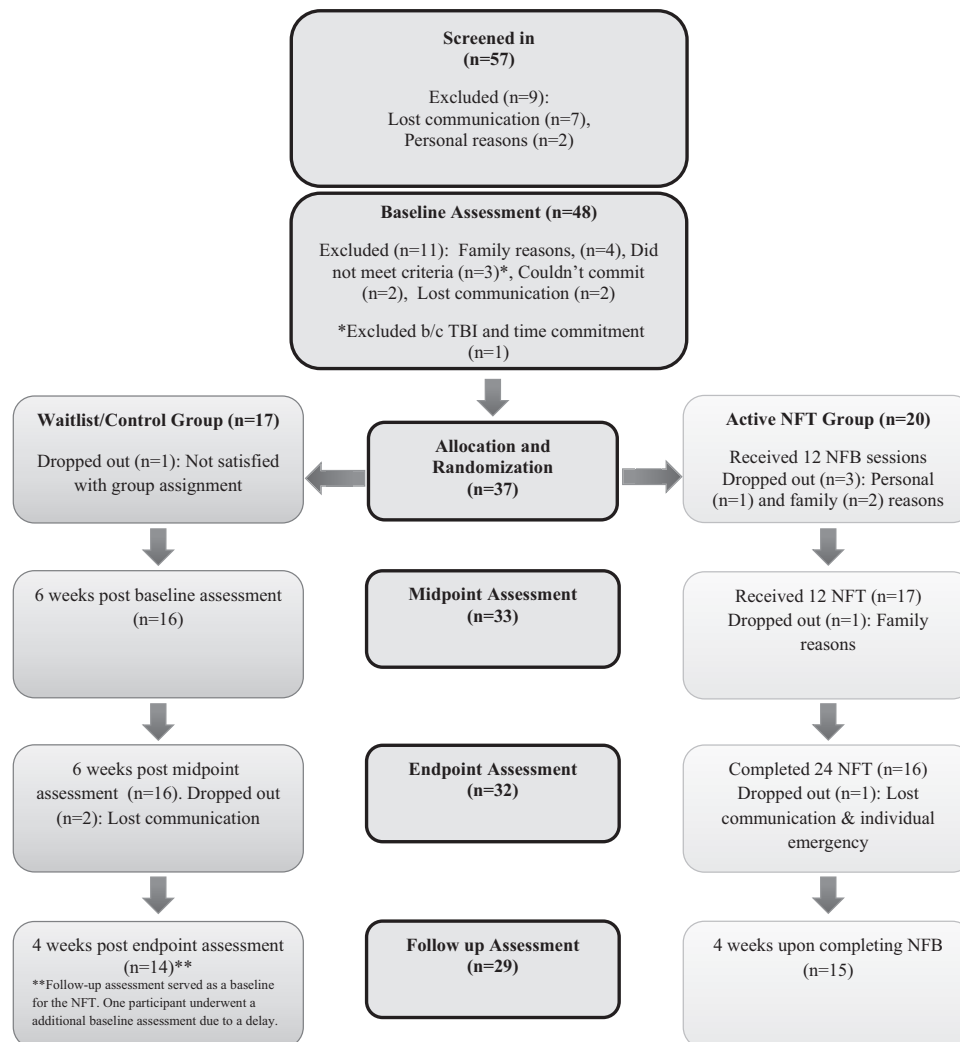 Screened in
(n=57)
Excluded (n=9):
Lost communication (n=7),
Personal reasons (n=2)
Baseline Assessment (n=48)
Excluded (n=11):  Family reasons, (n=4), Did
not meet criteria (n=3)*, Couldn't commit
(n=2),  Lost communication (n=2)
*Excluded b/c TBI and time commitment
(n=1)
Waitlist/Control Group (n=17)
Dropped out (n=1): Not satisfied
with group assignment
Allocation and
Randomization
(n=37)
Active NFT Group (n=20)
Received 12 NFB sessions
Dropped out (n=3): Personal
(n=1) and family (n=2) reasons
6 weeks post baseline assessment
(n=16)
Midpoint Assessment
(n=33)
Received 12 NFT (n=17)
Dropped out (n=1): Family
reasons
6 weeks post midpoint
assessment  (n=16). Dropped out
(n=2): Lost communication
Endpoint Assessment
(n=32)
Completed 24 NFT (n=16)
Dropped out (n=1): Lost
communication & individual
emergency
4 weeks post endpoint assessment
(n=14)**
**Follow-up assessment served as a baseline
for the NFT. One participant underwent a
additional baseline assessment due to a delay.
Follow up Assessment
(n=29)
4 weeks upon completing NFB
(n=15)